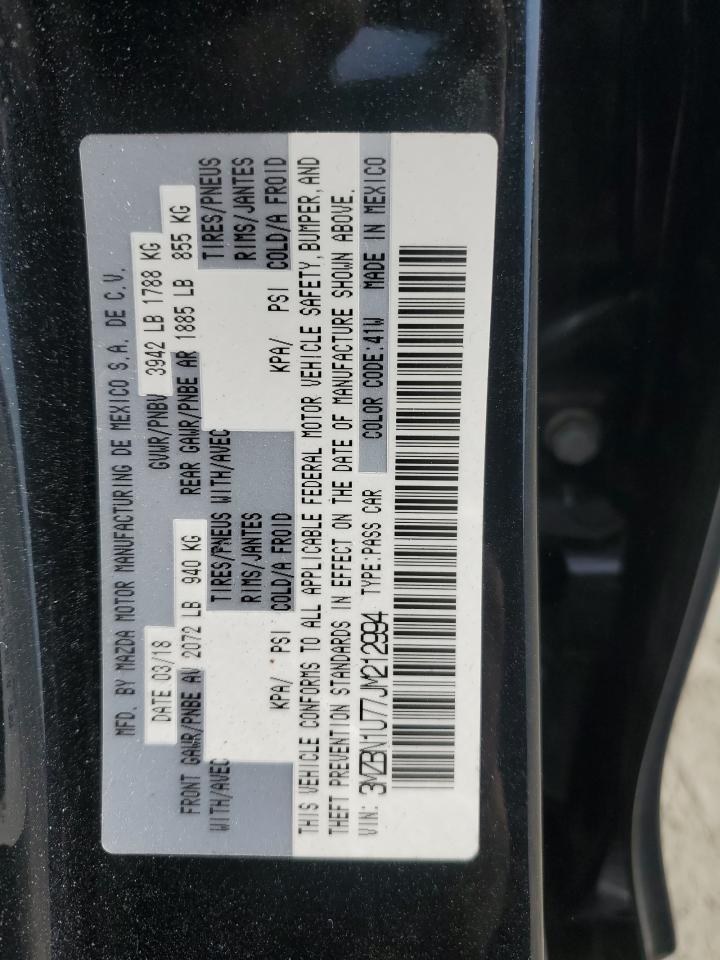 MFD. BY MAZDA MOTOR MANUFACTURING DE MEXICO S.A. DE C.V.
DATE 03/18 GVWR/PNBV 3942 LB 1788 KG
FRONT GAWR/PNBE AV 2072 LB 940 KG REAR GAWR/PNBE AR 1885 LB 855 KG
WITH/AVEC TIRES/PNEUS WITH/AVEC TIRES/PNEUS
RIMS/JANTES RIMS/JANTES
KPA/ PSI COLD/A FROID KPA/ PSI COLD/A FROID
THIS VEHICLE CONFORMS TO ALL APPLICABLE FEDERAL MOTOR VEHICLE SAFETY, BUMPER, AND
THEFT PREVENTION STANDARDS IN EFFECT ON THE DATE OF MANUFACTURE SHOWN ABOVE.
VIN: 3MZBN1U77JM212994 TYPE:PASS CAR COLOR CODE:41W MADE IN MEXICO